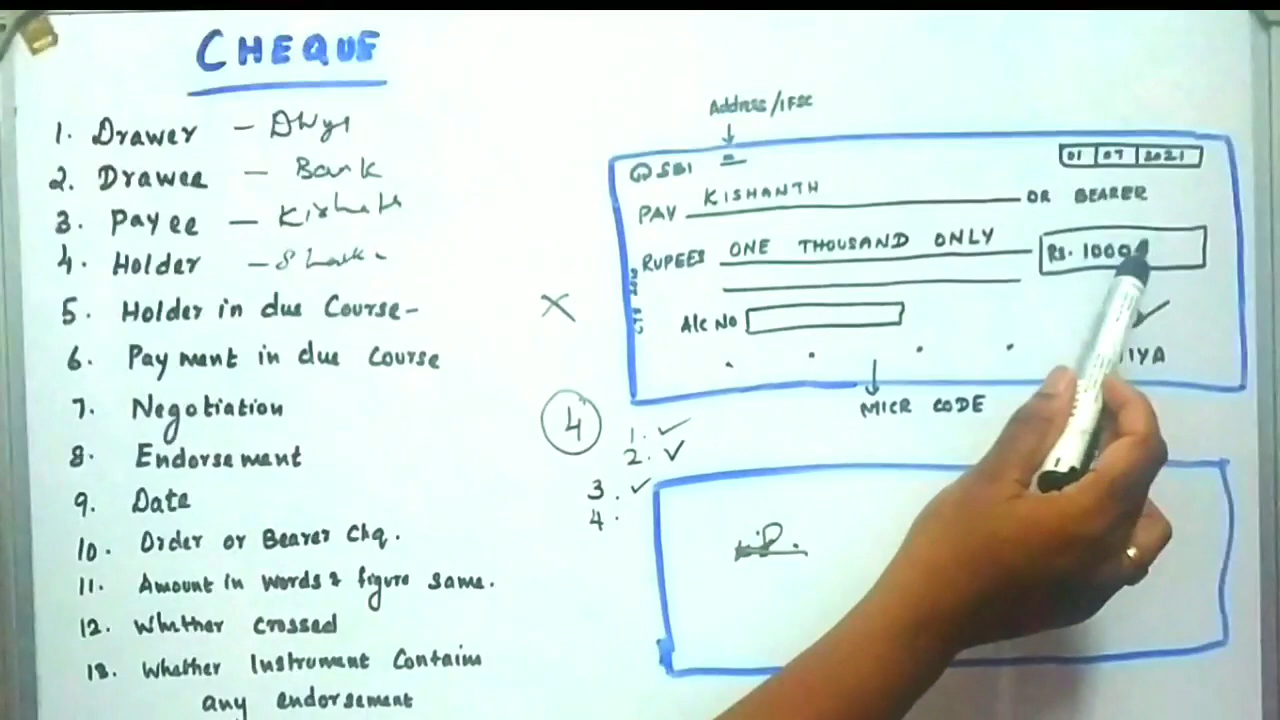 CHEQUE
1. Drawer -
2. Drawee - Bank
3. Payee -
4. Holder -
5. Holder in due Course -
6. Payment in due Course
7. Negotiation
8. Endorsement
9. Date
10. Order or Bearer Chq.
11. Amount in words & figure same.
12. Whether crossed
13. Whether Instrument Contains
any endorsement
Address/IFSC
SBI
01 07 2021
PAY KISHANTH OR BEARER
RUPEES ONE THOUSAND ONLY Rs. 1000
A/c No
IYA
MICR CODE
4
1. ✓
2. ✓
3. ✓
4.